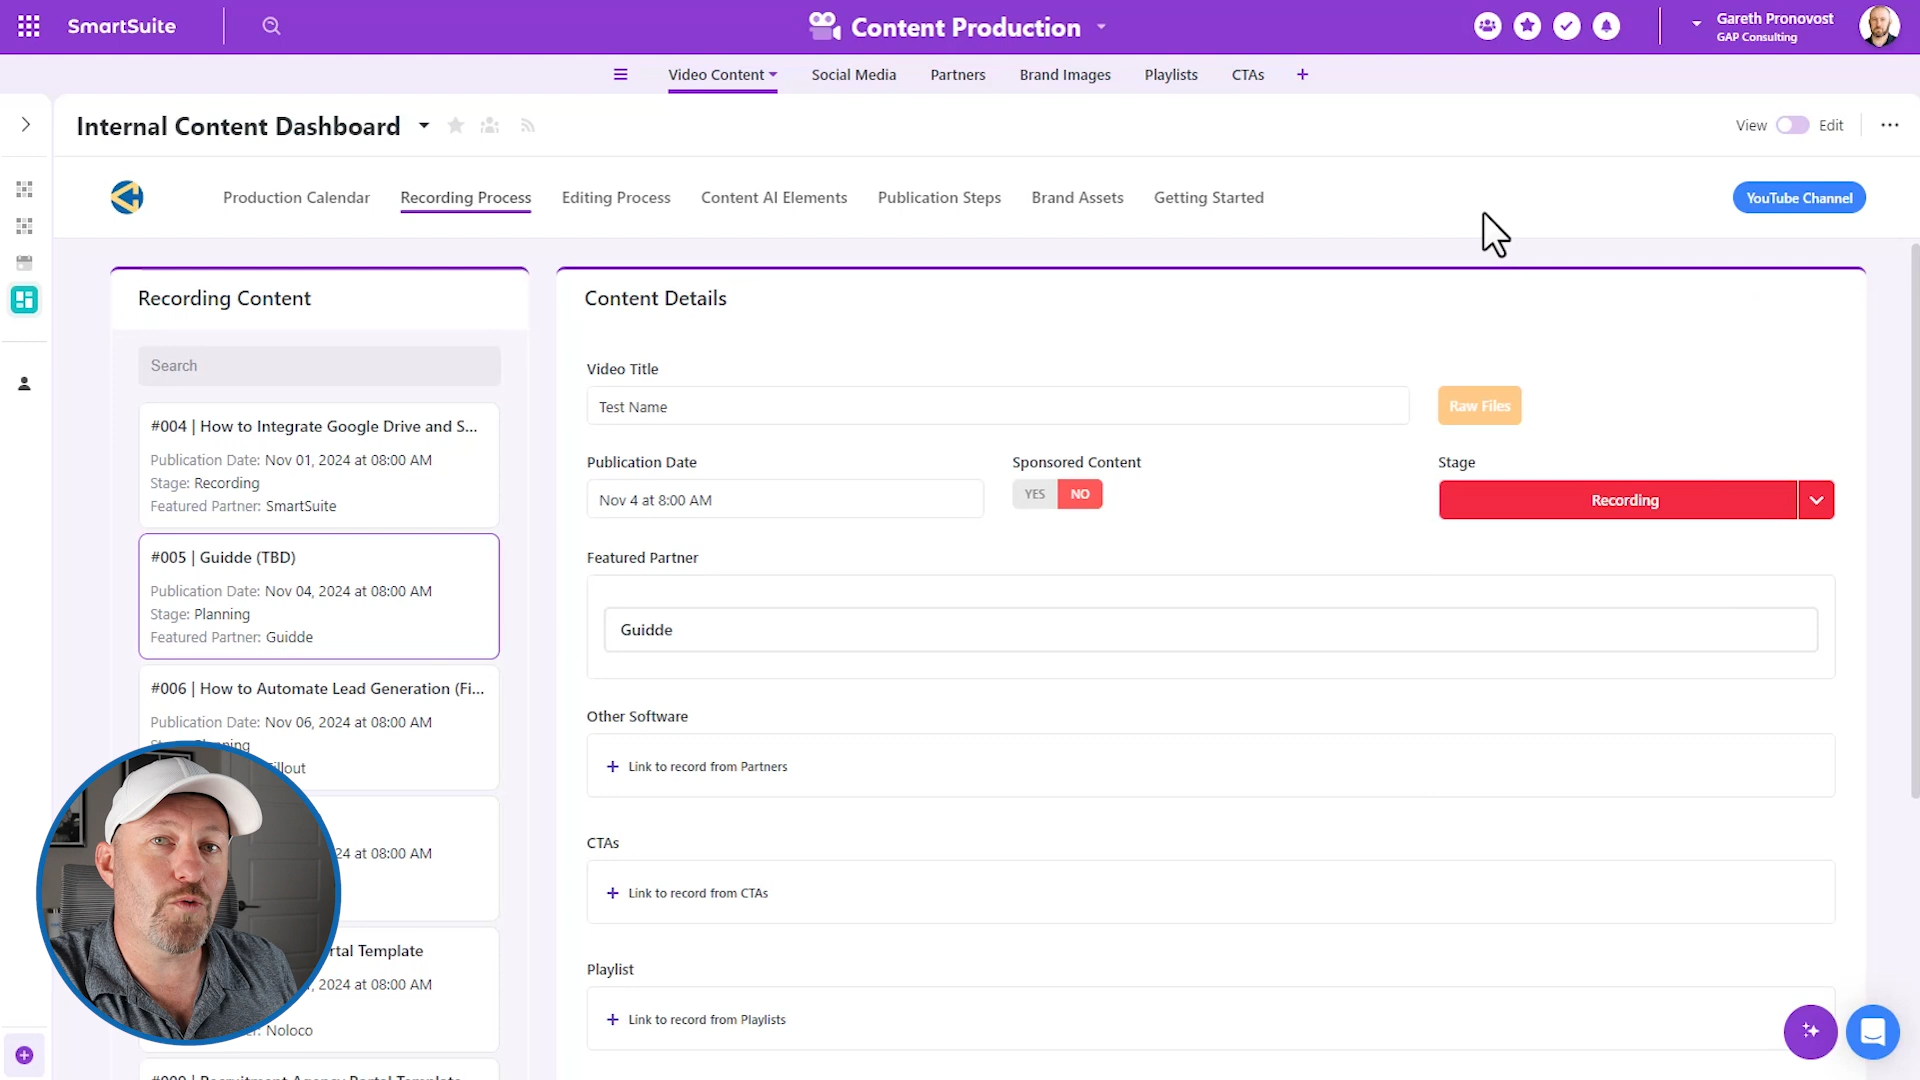 SmartSuite
Content Production
Gareth Pronovost
GAP Consulting
Video Content
Social Media
Partners
Brand Images
Playlists
CTAs
Internal Content Dashboard
View
Edit
Production Calendar
Recording Process
Editing Process
Content AI Elements
Publication Steps
Brand Assets
Getting Started
YouTube Channel
Recording Content
Search
#004 | How to Integrate Google Drive and S...
Publication Date: Nov 01, 2024 at 08:00 AM
Stage: Recording
Featured Partner: SmartSuite
#005 | Guidde (TBD)
Publication Date: Nov 04, 2024 at 08:00 AM
Stage: Planning
Featured Partner: Guidde
#006 | How to Automate Lead Generation (Fi...
Publication Date: Nov 06, 2024 at 08:00 AM
24 at 08:00 AM
rtal Template
, 2024 at 08:00 AM
Noloco
Content Details
Video Title
Test Name
Raw Files
Publication Date
Nov 4 at 8:00 AM
Sponsored Content
YES
NO
Stage
Recording
Featured Partner
Guidde
Other Software
+ Link to record from Partners
CTAs
+ Link to record from CTAs
Playlist
+ Link to record from Playlists